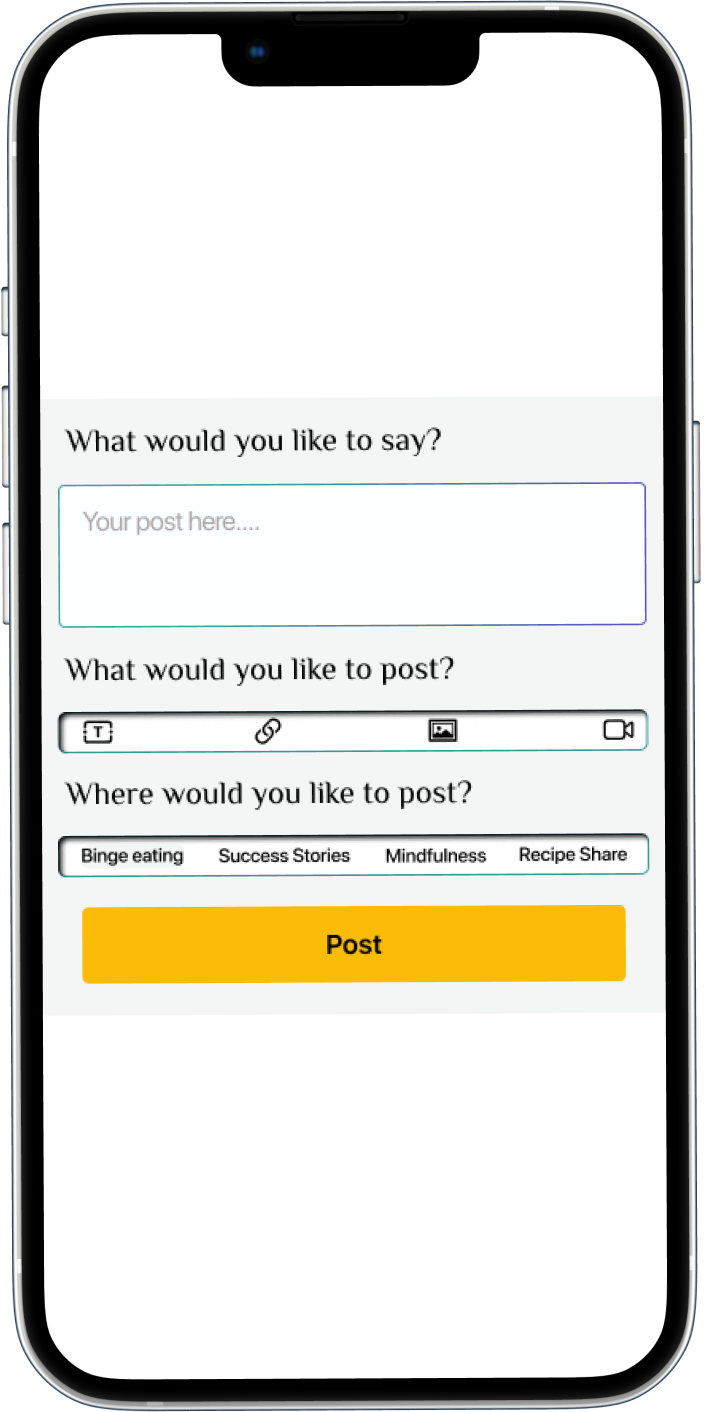 What would you like to say?
Your post here....
What would you like to post?
T
Where would you like to post?
Binge eating Success Stories Mindfulness Recipe Share
Post